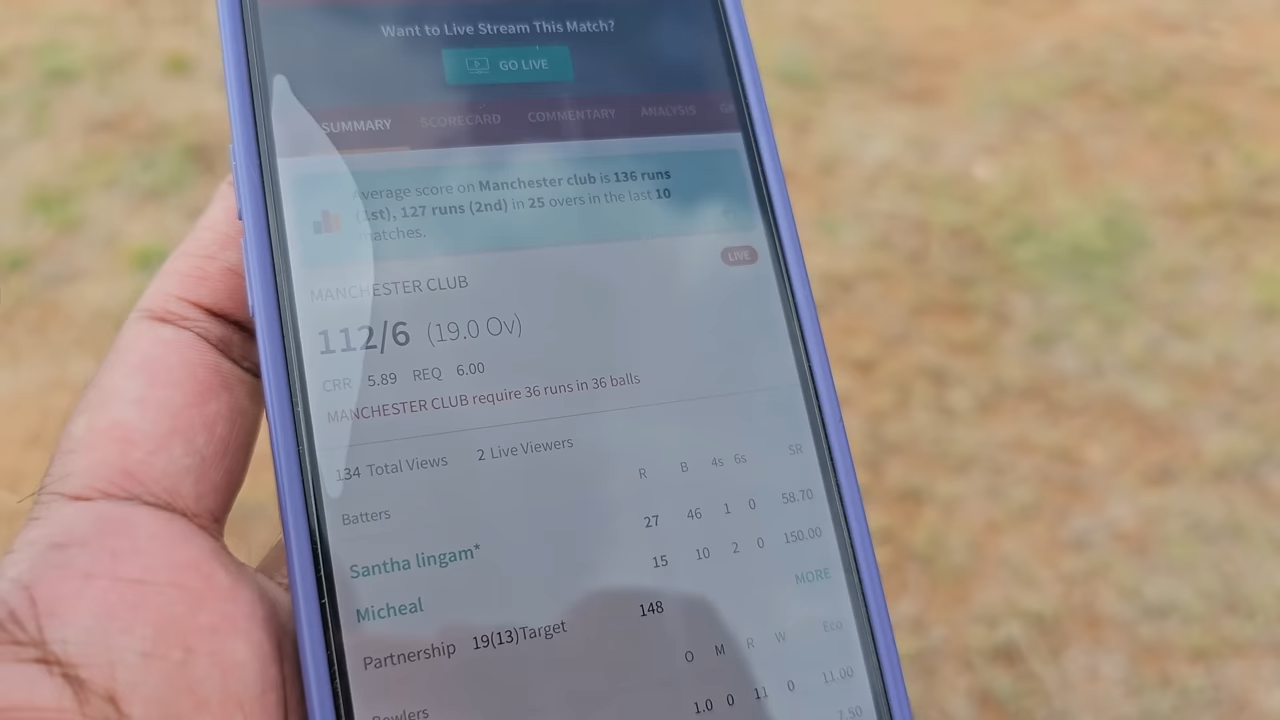 Want to Live Stream This Match?
GO LIVE
SUMMARY SCORECARD COMMENTARY ANALYSIS
Average score on Manchester club is 136 runs
(1st), 127 runs (2nd) in 25 overs in the last 10
matches.
LIVE
MANCHESTER CLUB
112/6 (19.0 Ov)
CRR 5.89 REQ 6.00
MANCHESTER CLUB require 36 runs in 36 balls
134 Total Views 2 Live Viewers
Batters R B 4s 6s SR
Santha lingam* 27 46 1 0 58.70
Micheal 15 10 2 0 150.00
MORE
Partnership 19(13) Target 148
Bowlers O M R W Eco
1.0 0 11 0 11.00
7.50